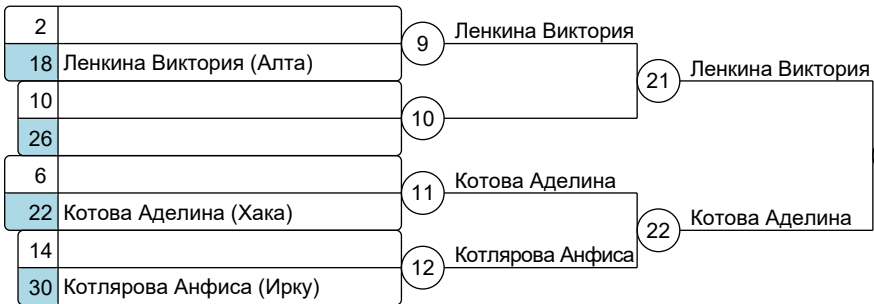 2
18 Ленкина Виктория (Алта)
9
Ленкина Виктория
10
26
10
21
Ленкина Виктория
6
22 Котова Аделина (Хака)
11
Котова Аделина
14
30 Котлярова Анфиса (Ирку)
12
Котлярова Анфиса
22
Котова Аделина